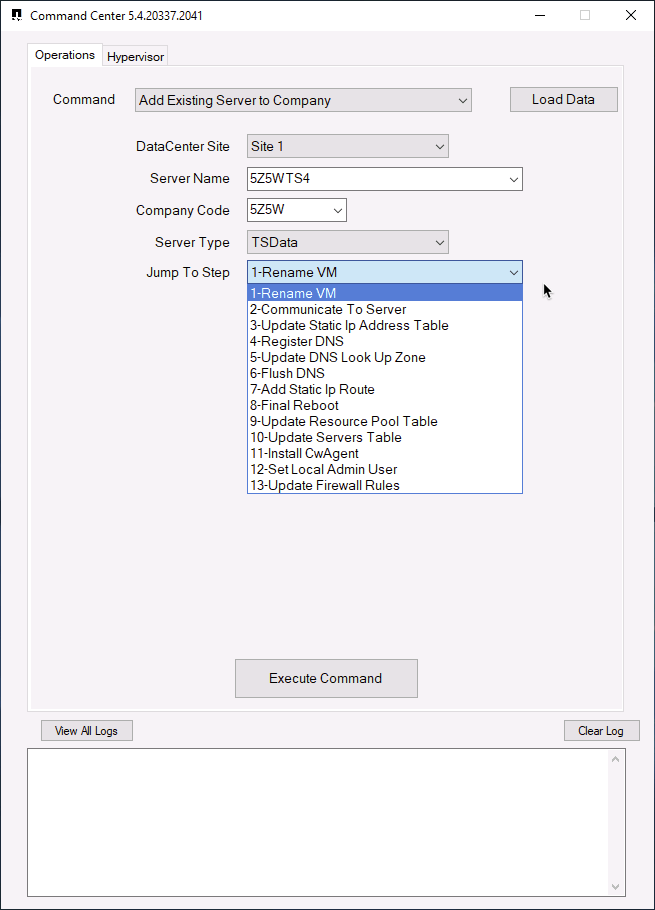 Command Center 5.4.20337.2041
Operations
Hypervisor
Command
Add Existing Server to Company
Load Data
DataCenter Site
Site 1
Server Name
5Z5WTS4
Company Code
5Z5W
Server Type
TSData
Jump To Step
1-Rename VM
1-Rename VM
2-Communicate To Server
3-Update Static Ip Address Table
4-Register DNS
5-Update DNS Look Up Zone
6-Flush DNS
7-Add Static Ip Route
8-Final Reboot
9-Update Resource Pool Table
10-Update Servers Table
11-Install CwAgent
12-Set Local Admin User
13-Update Firewall Rules
Execute Command
View All Logs
Clear Log